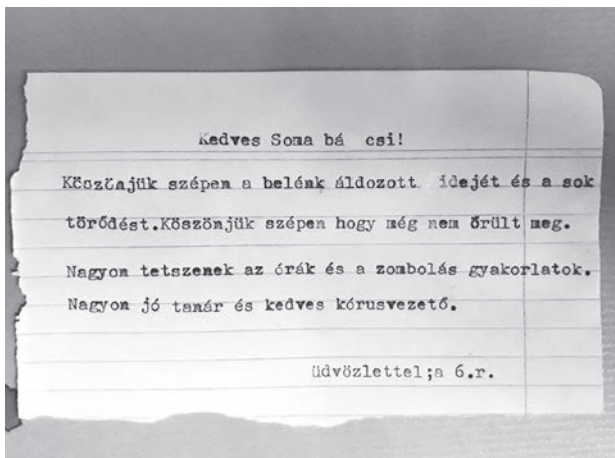 Kedves Soma bá csi!
Köszönjük szépen a belénk áldozott idejét és a sok
törődést.Köszönjük szépen hogy még nem őrült meg.
Nagyon tetszenek az órák és a zombolás gyakorlatok.
Nagyon jó tanár és kedves kórusvezető.
üdvözlettel;a 6.r.